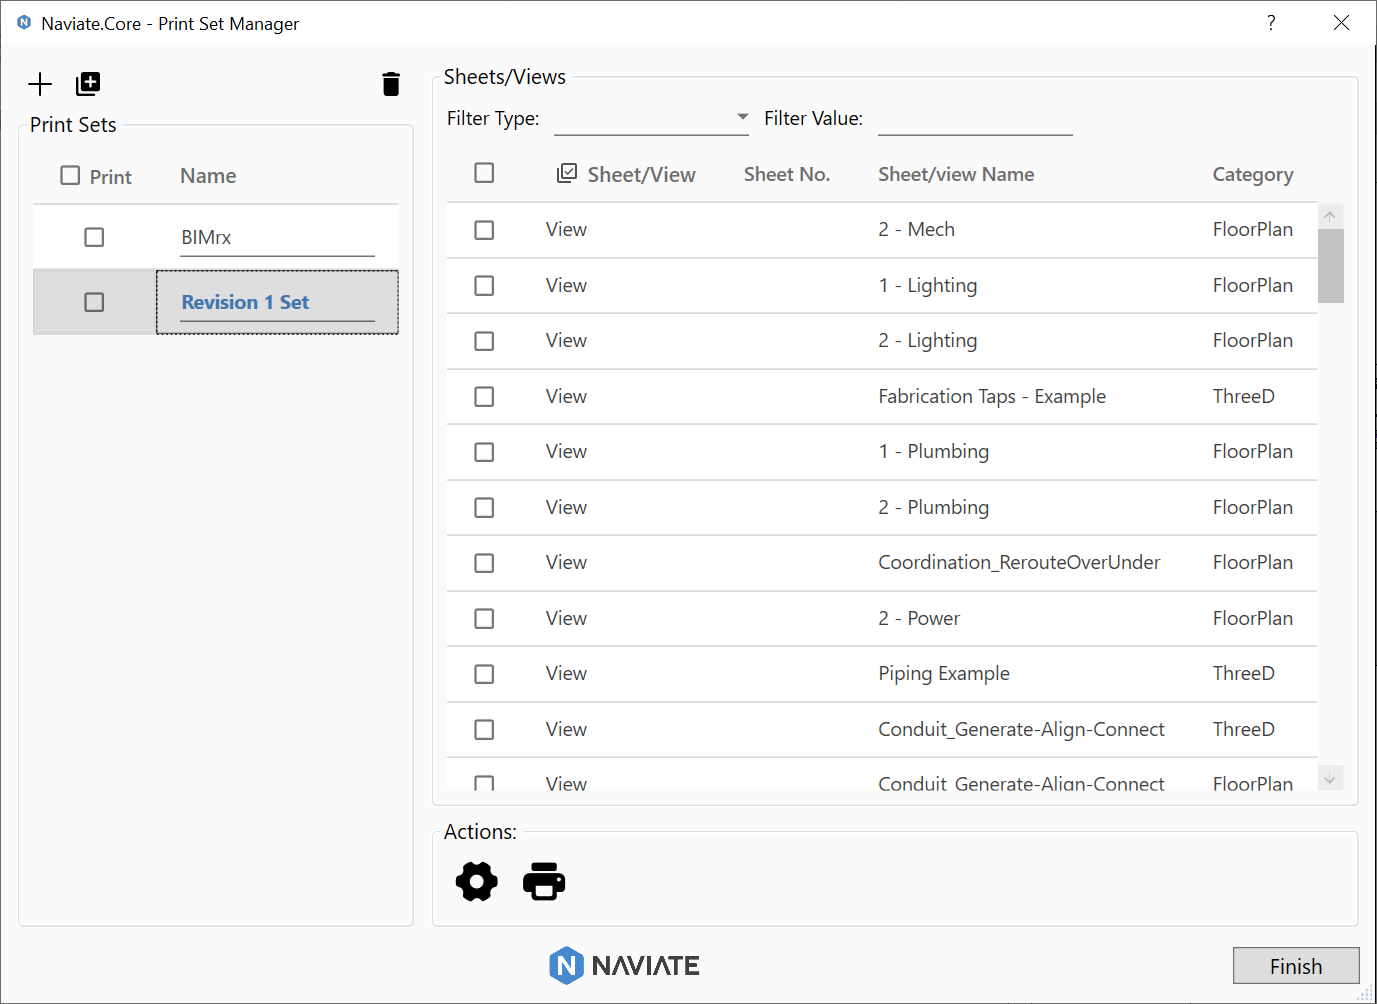 Naviate.Core - Print Set Manager
?
Print Sets
Print Name
BIMrx
Revision 1 Set
Sheets/Views
Filter Type: Filter Value:
Sheet/View Sheet No. Sheet/view Name Category
View 2 - Mech FloorPlan
View 1 - Lighting FloorPlan
View 2 - Lighting FloorPlan
View Fabrication Taps - Example ThreeD
View 1 - Plumbing FloorPlan
View 2 - Plumbing FloorPlan
View Coordination_RerouteOverUnder FloorPlan
View 2 - Power FloorPlan
View Piping Example ThreeD
View Conduit_Generate-Align-Connect ThreeD
View Conduit_Generate-Align-Connect FloorPlan
Actions:
N NAVIATE
Finish